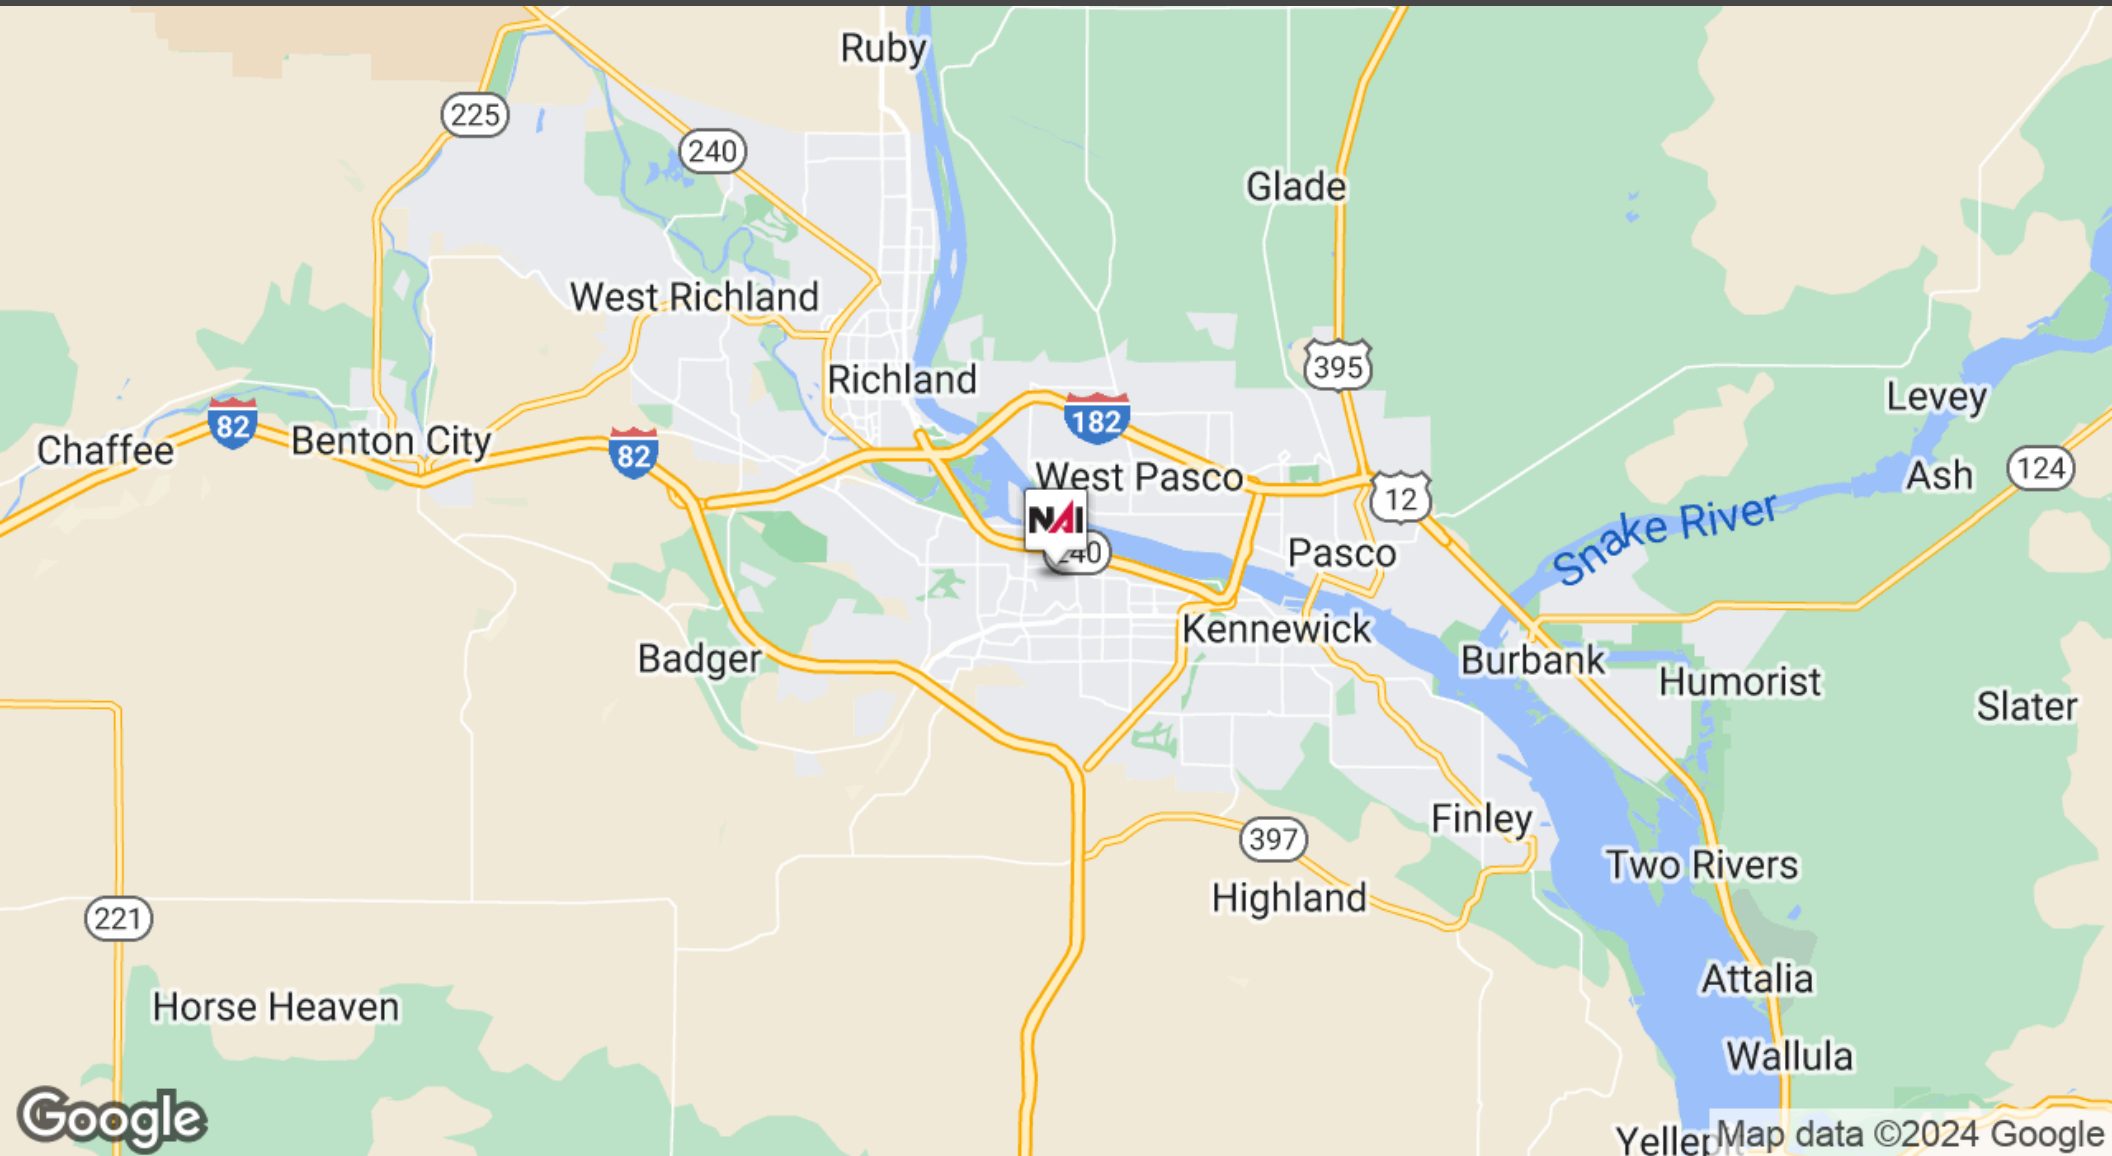 Ruby
225
240
Glade
West Richland
395
Richland
Levey
182
82
Benton City
Chaffee
82
West Pasco
Ash
124
12
NAI
Snake River
40
Pasco
Kennewick
Badger
Burbank
Humorist
Slater
Finley
397
Two Rivers
Highland
221
Attalia
Horse Heaven
Wallula
Google
Map data ©2024 Google